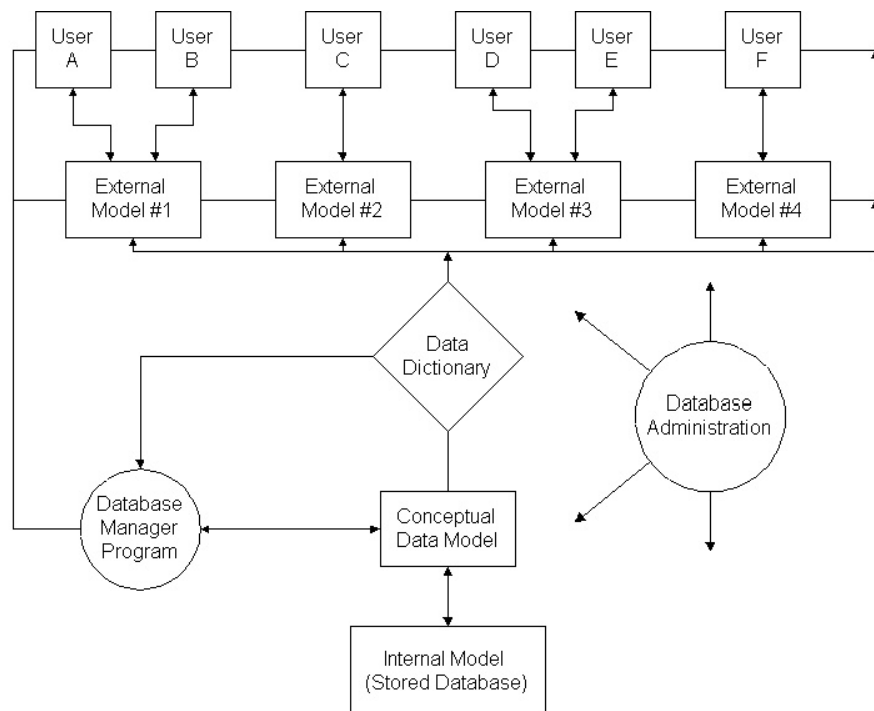 User
A
User
B
User
C
User
D
User
E
User
F
External
Model #1
External
Model #2
External
Model #3
External
Model #4
Data
Dictionary
Database
Administration
Database
Manager
Program
Conceptual
Data Model
Internal Model
(Stored Database)